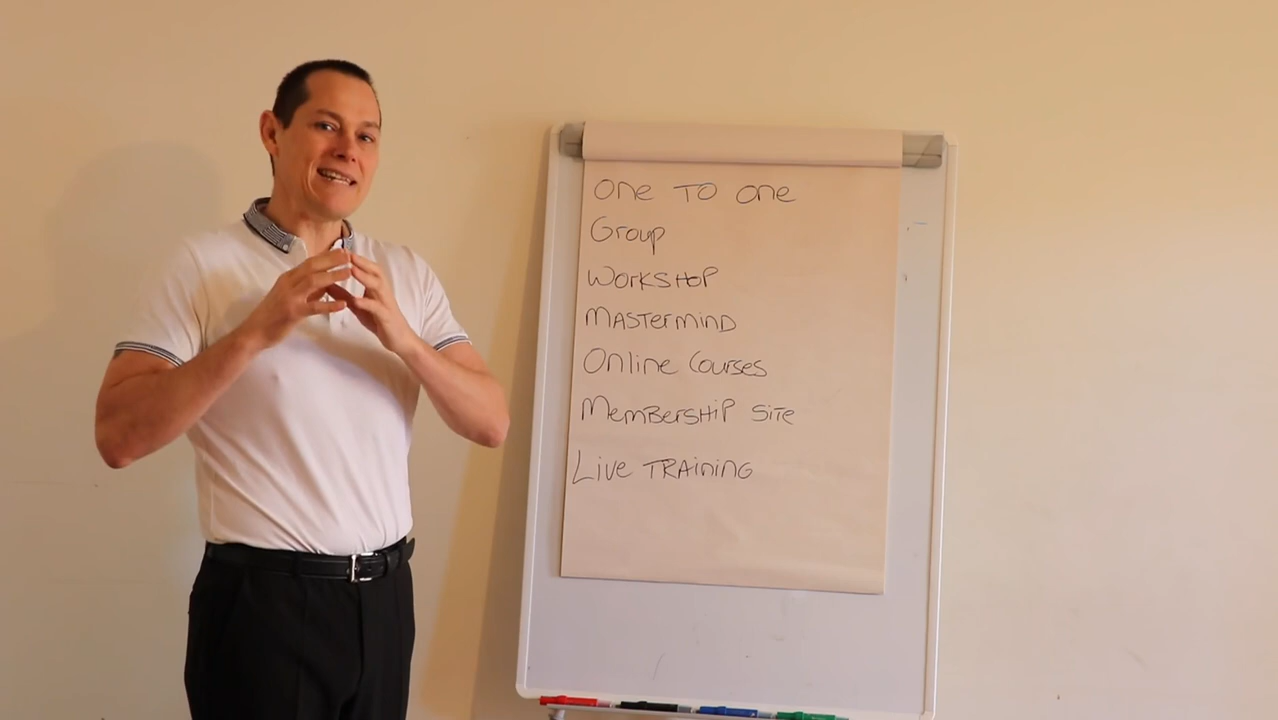 One To One
Group
Workshop
Mastermind
Online Courses
Membership Site
Live Training